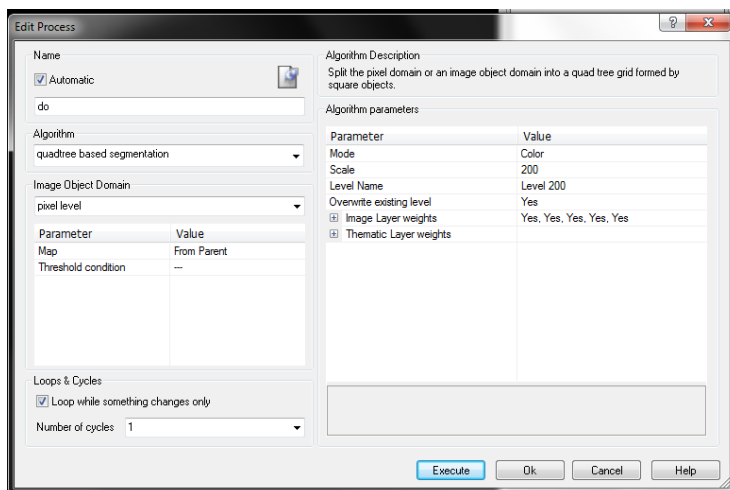 Edit Process
Name
Automatic
do
Algorithm
quadtree based segmentation
Image Object Domain
pixel level
Parameter Value
Map From Parent
Threshold condition ---
Loops & Cycles
Loop while something changes only
Number of cycles 1
Algorithm Description
Split the pixel domain or an image object domain into a quad tree grid formed by
square objects.
Algorithm parameters
Parameter Value
Mode Color
Scale 200
Level Name Level 200
Overwrite existing level Yes
Image Layer weights Yes, Yes, Yes, Yes, Yes
Thematic Layer weights
Execute Ok Cancel Help